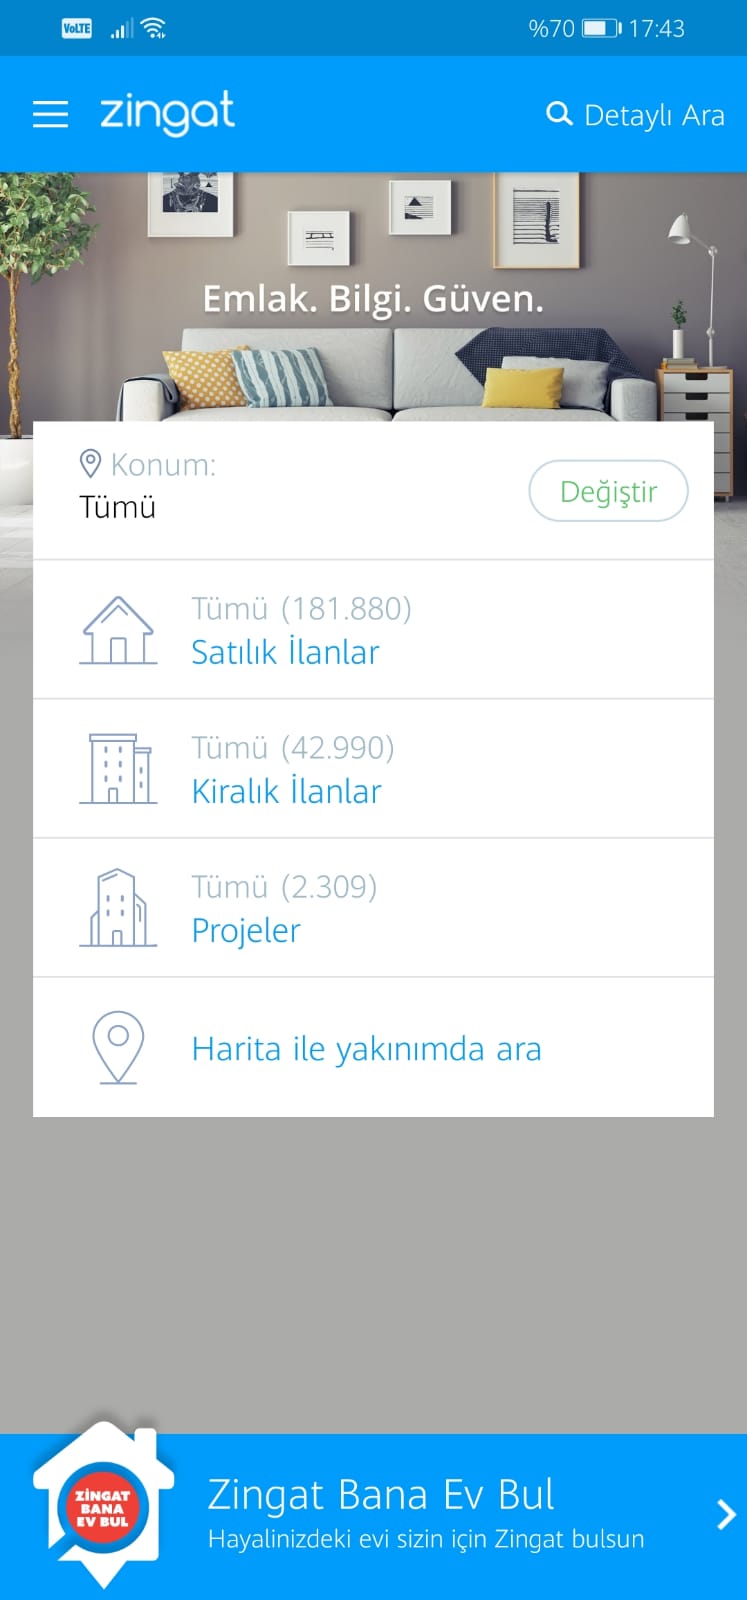 VoLTE
%70 17:43
zingat
Detaylı Ara
Emlak. Bilgi. Güven.
Konum:
Tümü
Değiştir
Tümü (181.880)
Satılık İlanlar
Tümü (42.990)
Kiralık İlanlar
Tümü (2.309)
Projeler
Harita ile yakınımda ara
ZİNGAT
BANA
EV BUL
Zingat Bana Ev Bul
Hayalinizdeki evi sizin için Zingat bulsun